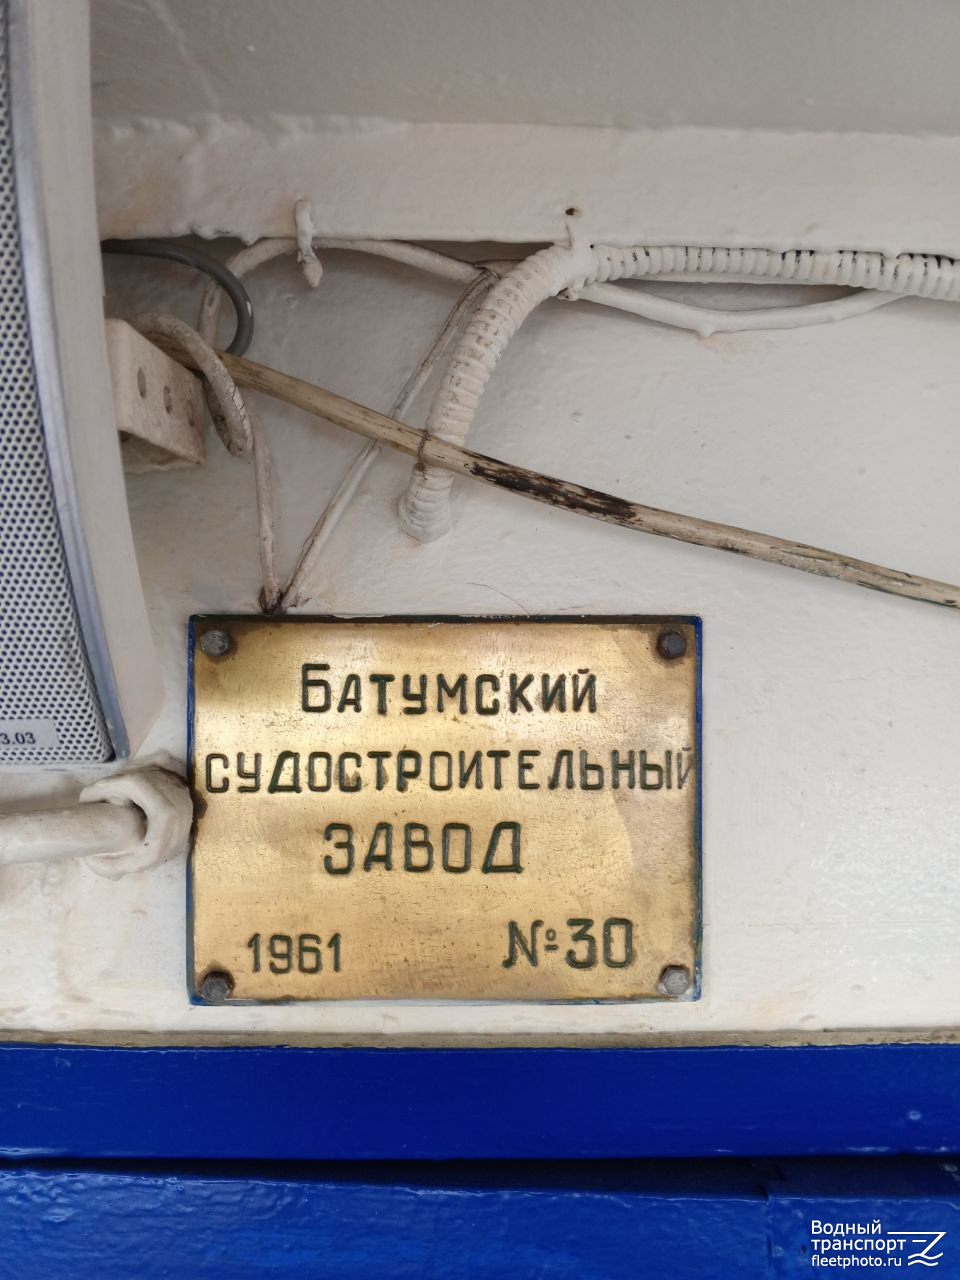 3.03
Батумский
судостроительный
завод
1961 №30
Водный
транспорт
fleetphoto.ru